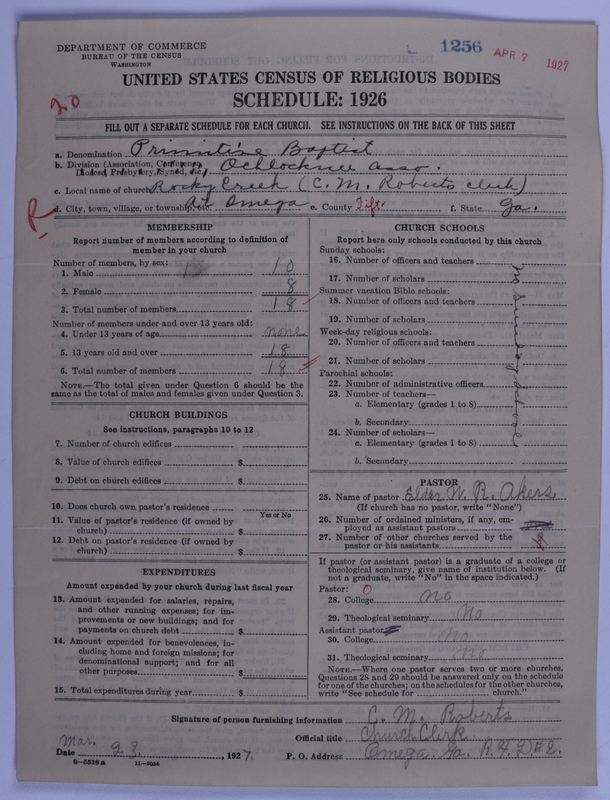 DEPARTMENT OF COMMERCE
BUREAU OF THE CENSUS
WASHINGTON
1256
APR 7 1927
UNITED STATES CENSUS OF RELIGIOUS BODIES
SCHEDULE: 1926
20
FILL OUT A SEPARATE SCHEDULE FOR EACH CHURCH. SEE INSTRUCTIONS ON THE BACK OF THIS SHEET
a. Denomination Primitive Baptist
b. Division (Association, Conference, Diocese, Presbytery, Synod, etc.) Ochlocknee asso.
c. Local name of church Rocky Creek (C. M. Roberts clerk)
d. City, town, village, or township, etc. At Omega e. County Tift. f. State Ga.
R
MEMBERSHIP
Report number of members according to definition of
member in your church
Number of members, by sex:
1. Male 10
2. Female 8
3. Total number of members 18
Number of members under and over 13 years old:
4. Under 13 years of age none
5. 13 years old and over 18
6. Total number of members 18
NOTE.—The total given under Question 6 should be the
same as the total of males and females given under Question 3.
CHURCH BUILDINGS
See instructions, paragraphs 10 to 12
7. Number of church edifices
8. Value of church edifices $
9. Debt on church edifices $
10. Does church own pastor's residence
Yes or No
11. Value of pastor's residence (if owned by
church) $
12. Debt on pastor's residence (if owned by
church) $
EXPENDITURES
Amount expended by your church during last fiscal year
13. Amount expended for salaries, repairs,
and other running expenses; for im-
provements or new buildings; and for
payments on church debt $
14. Amount expended for benevolences, in-
cluding home and foreign missions; for
denominational support; and for all
other purposes $
15. Total expenditures during year $
CHURCH SCHOOLS
Report here only schools conducted by this church
Sunday schools:
16. Number of officers and teachers
17. Number of scholars
Summer vacation Bible schools:
18. Number of officers and teachers
19. Number of scholars
Week-day religious schools:
20. Number of officers and teachers
21. Number of scholars
Parochial schools:
22. Number of administrative officers
23. Number of teachers—
a. Elementary (grades 1 to 8)
b. Secondary
24. Number of scholars—
a. Elementary (grades 1 to 8)
b. Secondary
no Sunday School
PASTOR
25. Name of pastor Elder W. R. Akers
(If church has no pastor, write "None")
26. Number of ordained ministers, if any, em-
ployed as assistant pastors
27. Number of other churches served by the
pastor or his assistants
If pastor (or assistant pastor) is a graduate of a college or
theological seminary, give name of institution below. (If
not a graduate, write "No" in the space indicated.)
Pastor: 0
28. College No
29. Theological seminary No
Assistant pastor
30. College No
31. Theological seminary No
NOTE.—Where one pastor serves two or more churches,
Questions 28 and 29 should be answered only on the schedule
for one of the churches; on the schedules for the other churches,
write "See schedule for church."
Signature of person furnishing information C. M. Roberts
Official title Church Clerk
Date Mar. 23, 1927. P. O. Address Omega Ga. R.F.D #2.
8—5518a 11—9054